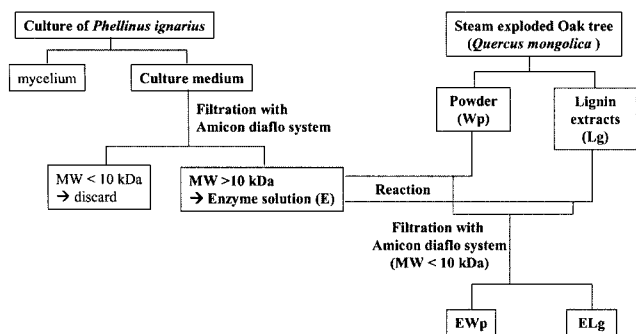 Culture of Phellinus ignarius
mycelium
Culture medium
Filtration with
Amicon diaflo system
MW < 10 kDa
→ discard
MW >10 kDa
→ Enzyme solution (E)
Steam exploded Oak tree
(Quercus mongolica )
Powder
(Wp)
Lignin
extracts
(Lg)
Reaction
Filtration with
Amicon diaflo system
(MW < 10 kDa)
EWp
ELg